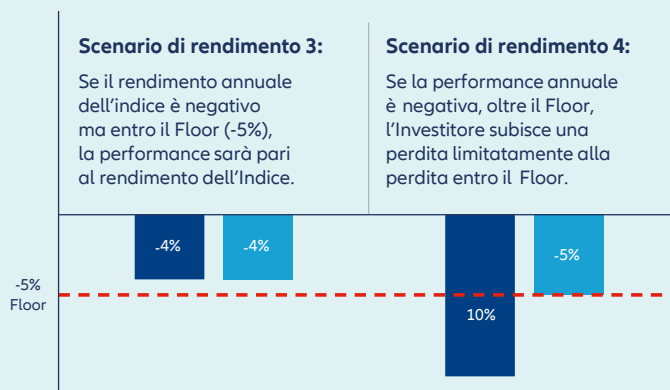 Scenario di rendimento 3:
Se il rendimento annuale
dell’indice è negativo
ma entro il Floor (-5%),
la performance sarà pari
al rendimento dell’Indice.
Scenario di rendimento 4:
Se la performance annuale
è negativa, oltre il Floor,
l’Investitore subisce una
perdita limitatamente alla
perdita entro il Floor.
-4%
-4%
-5%
-5%
Floor
10%